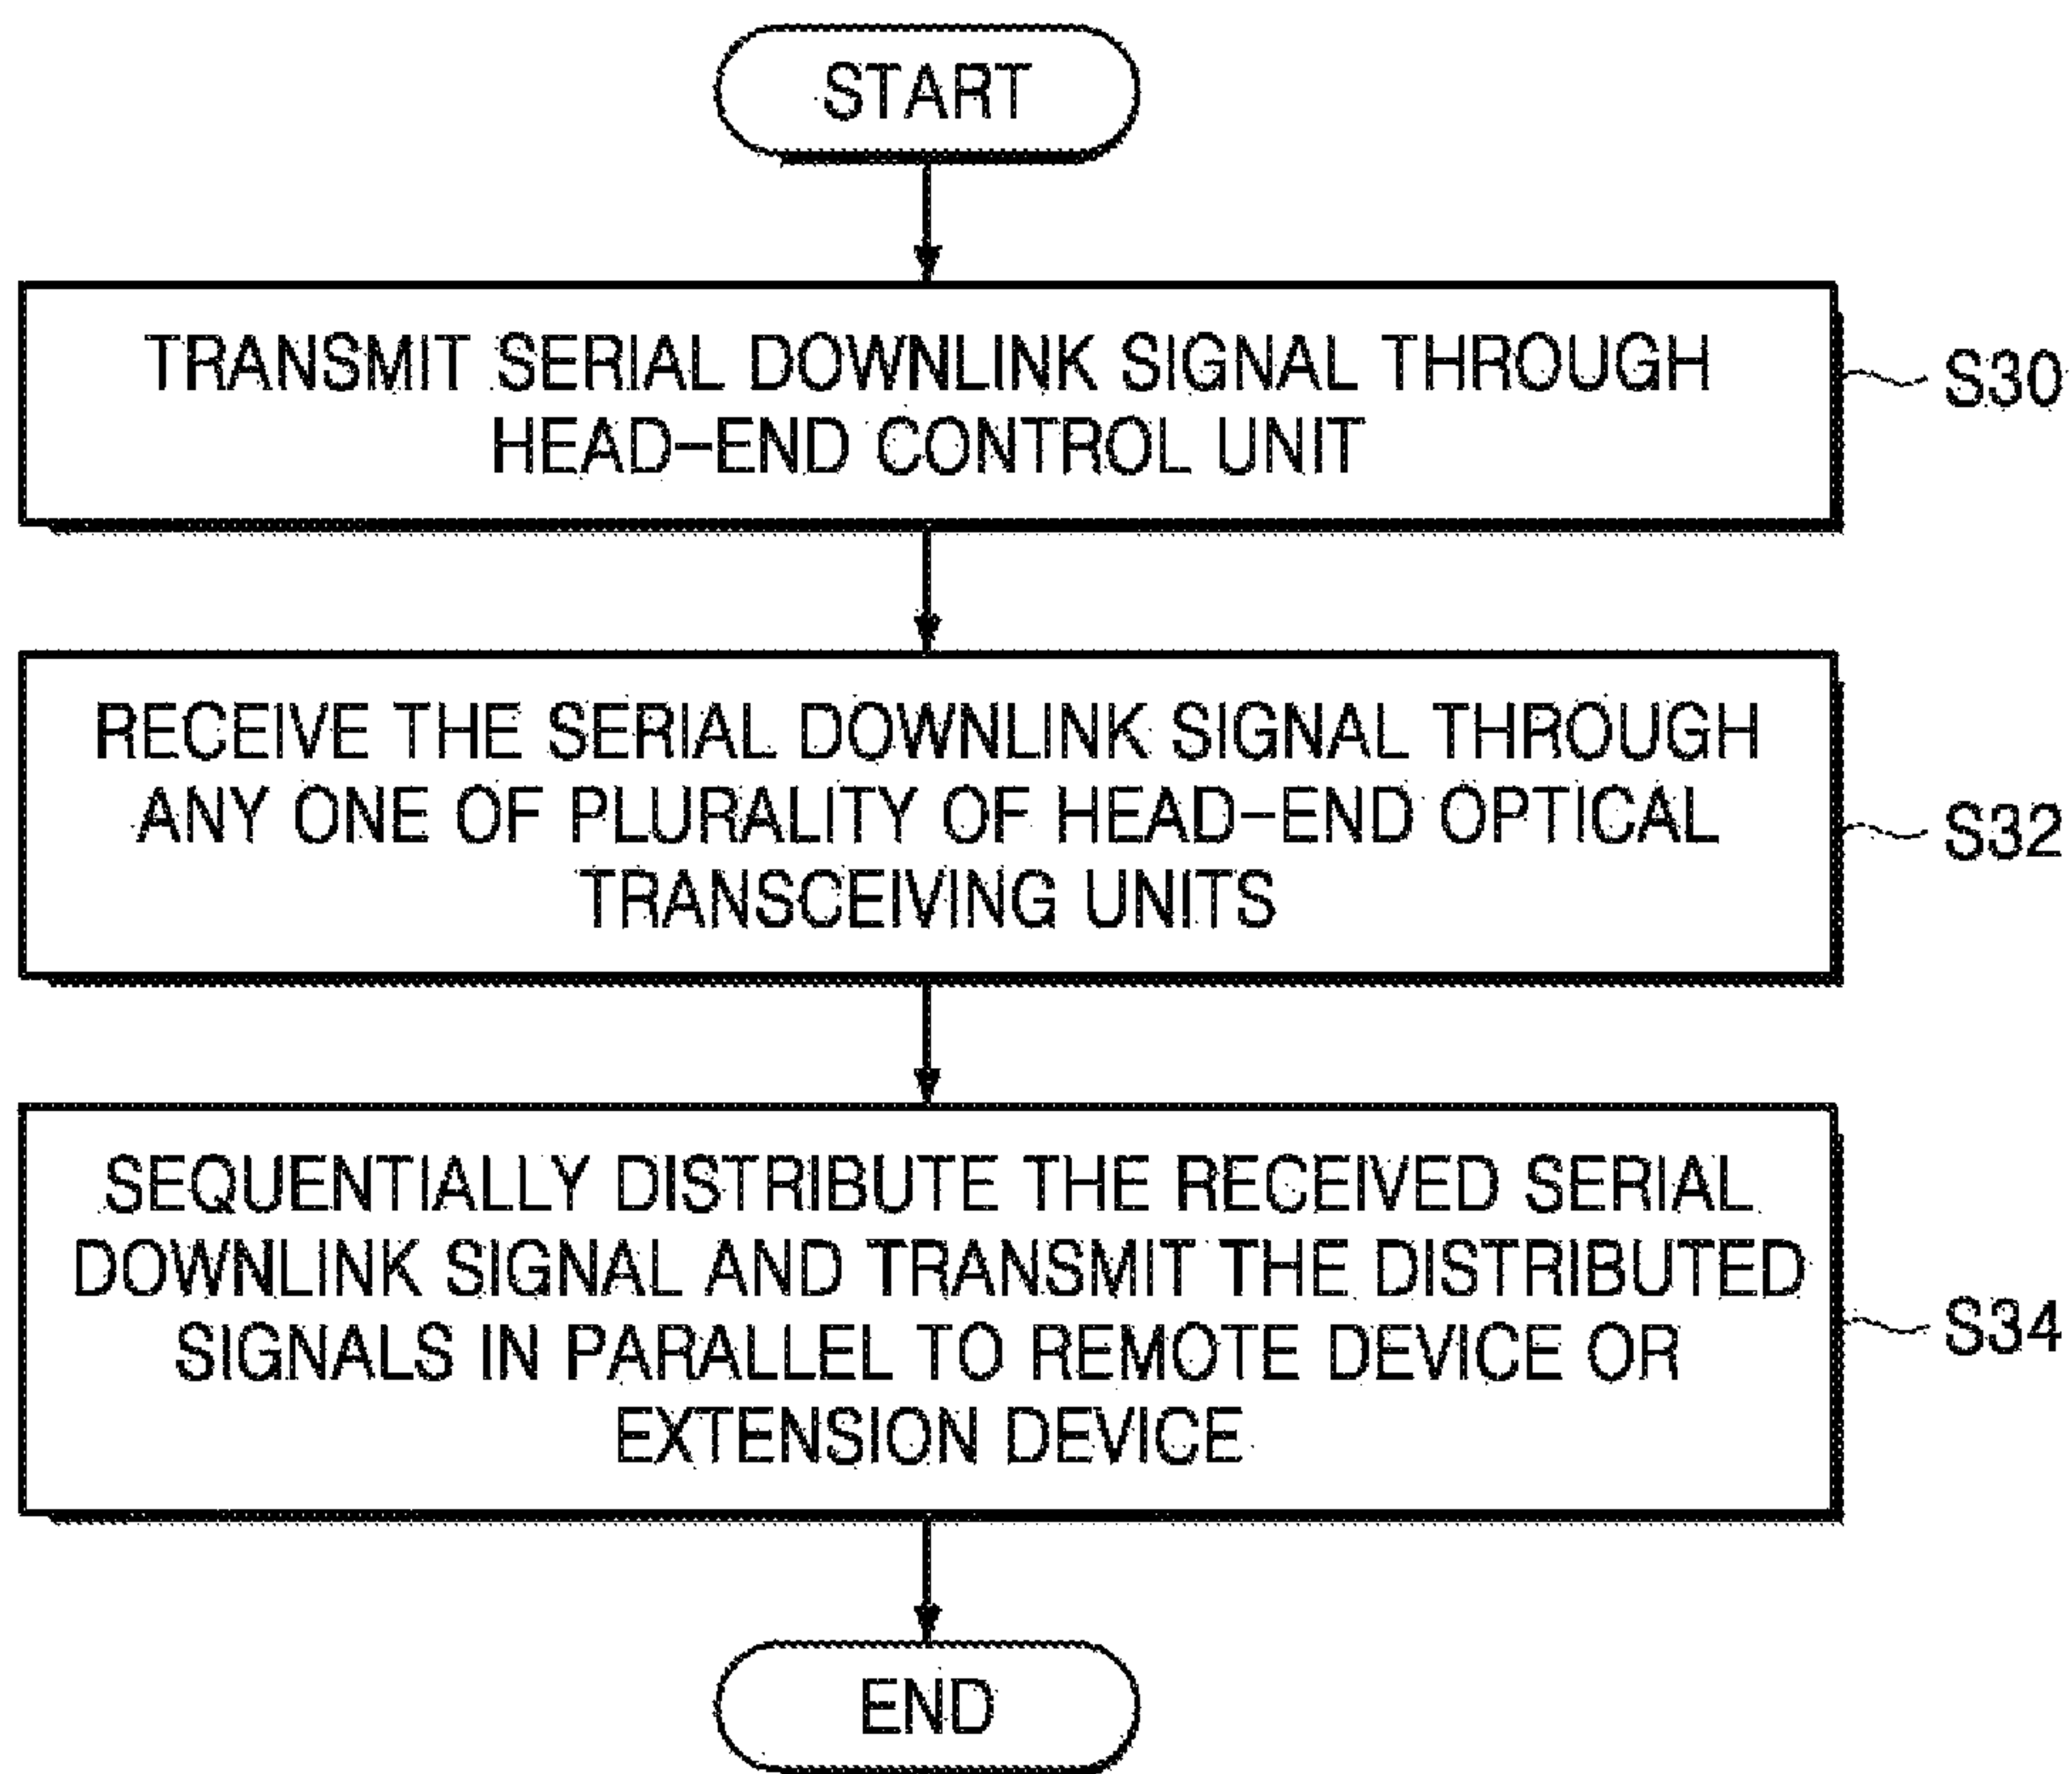 START
TRANSMIT SERIAL DOWNLINK SIGNAL THROUGH
HEAD-END CONTROL UNIT
S30
RECEIVE THE SERIAL DOWNLINK SIGNAL THROUGH
ANY ONE OF PLURALITY OF HEAD-END OPTICAL
TRANSCEIVING UNITS
S32
SEQUENTIALLY DISTRIBUTE THE RECEIVED SERIAL
DOWNLINK SIGNAL AND TRANSMIT THE DISTRIBUTED
SIGNALS IN PARALLEL TO REMOTE DEVICE OR
EXTENSION DEVICE
S34
END